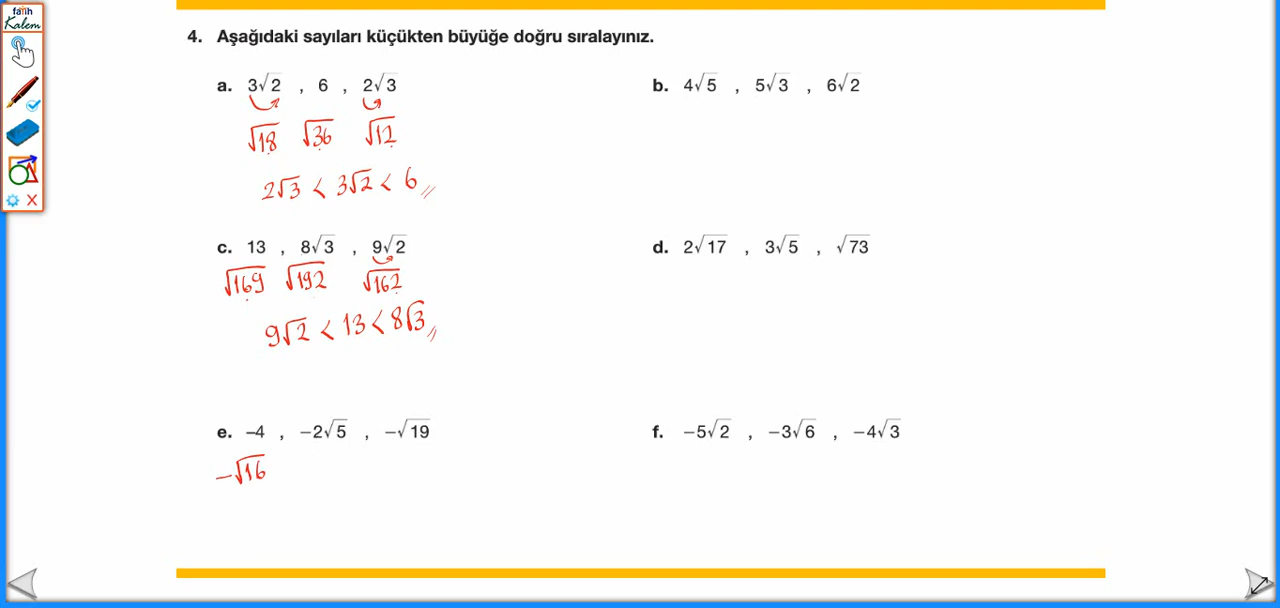 fatih
Kalem
4. Aşağıdaki sayıları küçükten büyüğe doğru sıralayınız.
a. 3√2 , 6 , 2√3
√18 √36 √12
2√3 < 3√2 < 6 //
b. 4√5 , 5√3 , 6√2
c. 13 , 8√3 , 9√2
√169 √192 √162
9√2 < 13 < 8√3 //
d. 2√17 , 3√5 , √73
e. –4 , −2√5 , −√19
−√16
f. −5√2 , −3√6 , −4√3